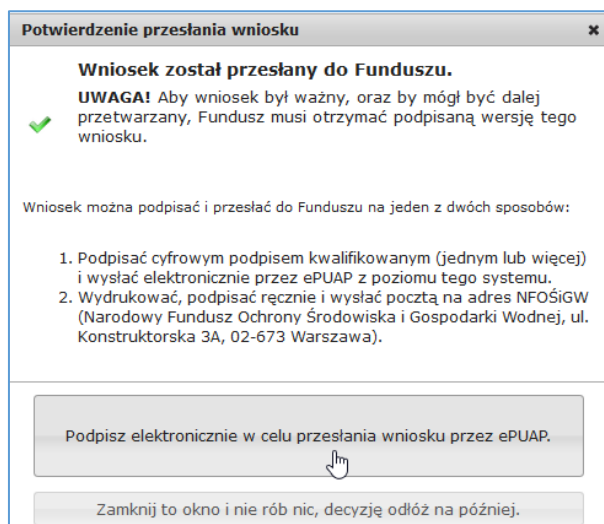 Potwierdzenie przesłania wniosku
Wniosek został przesłany do Funduszu.
UWAGA! Aby wniosek był ważny, oraz by mógł być dalej
przetwarzany, Fundusz musi otrzymać podpisaną wersję tego
wniosku.
Wniosek można podpisać i przesłać do Funduszu na jeden z dwóch sposobów:
1. Podpisać cyfrowym podpisem kwalifikowanym (jednym lub więcej)
i wysłać elektronicznie przez ePUAP z poziomu tego systemu.
2. Wydrukować, podpisać ręcznie i wysłać pocztą na adres NFOŚiGW
(Narodowy Fundusz Ochrony Środowiska i Gospodarki Wodnej, ul.
Konstruktorska 3A, 02-673 Warszawa).
Podpisz elektronicznie w celu przesłania wniosku przez ePUAP.
Zamknij to okno i nie rób nic, decyzję odłóż na później.